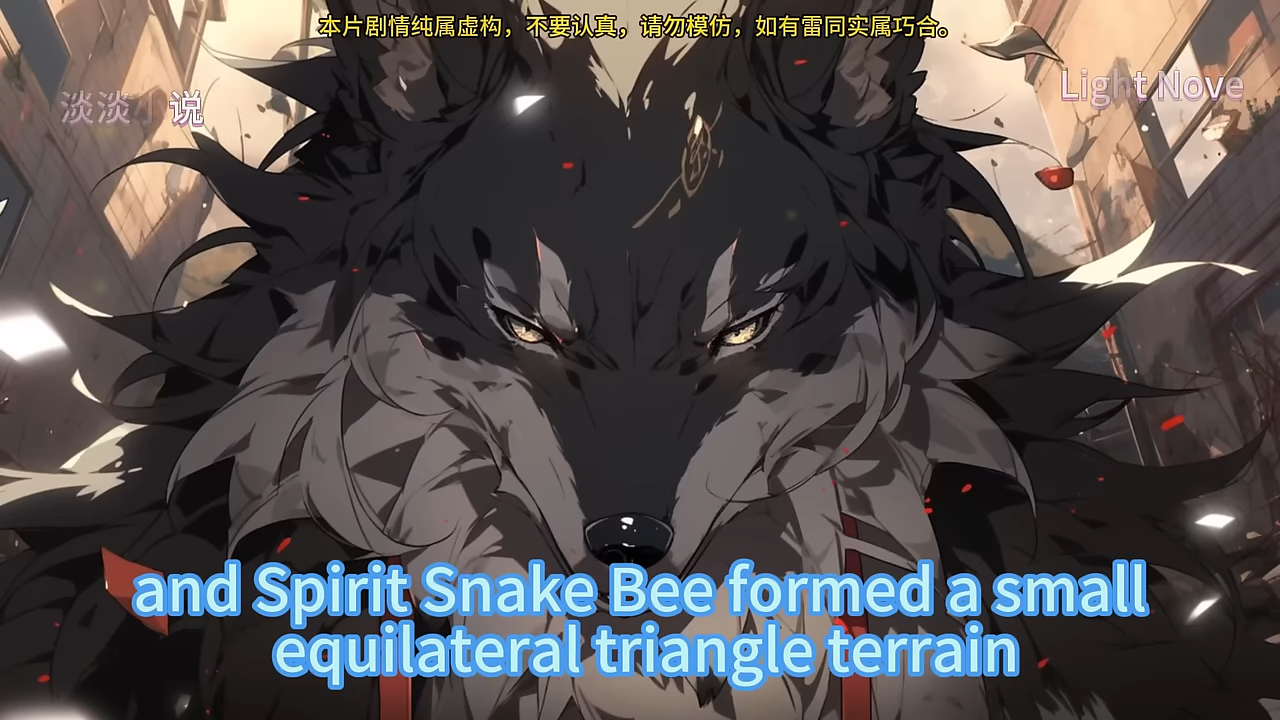 本片剧情纯属虚构，不要认真，请勿模仿，如有雷同实属巧合。
淡淡小说
Light Nove
and Spirit Snake Bee formed a small
equilateral triangle terrain